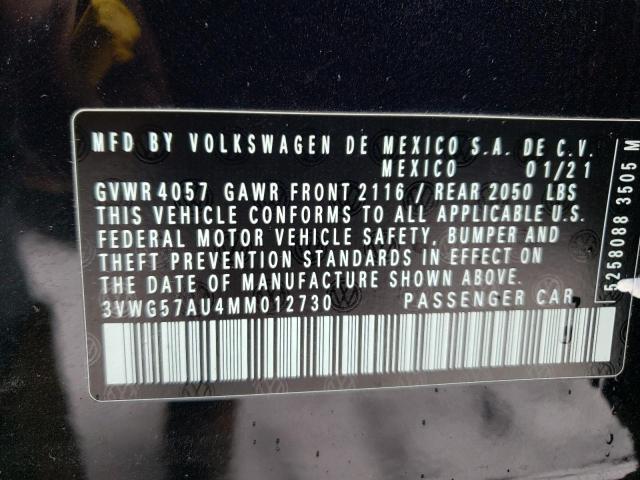 MFD BY VOLKSWAGEN DE MEXICO S.A. DE C.V.
MEXICO 01/21
GVWR 4057 GAWR FRONT 2116 / REAR 2050 LBS
THIS VEHICLE CONFORMS TO ALL APPLICABLE U.S.
FEDERAL MOTOR VEHICLE SAFETY, BUMPER AND
THEFT PREVENTION STANDARDS IN EFFECT ON
THE DATE OF MANUFACTURE SHOWN ABOVE.
3VWG57AU4MM012730 PASSENGER CAR
5258088 3505 M